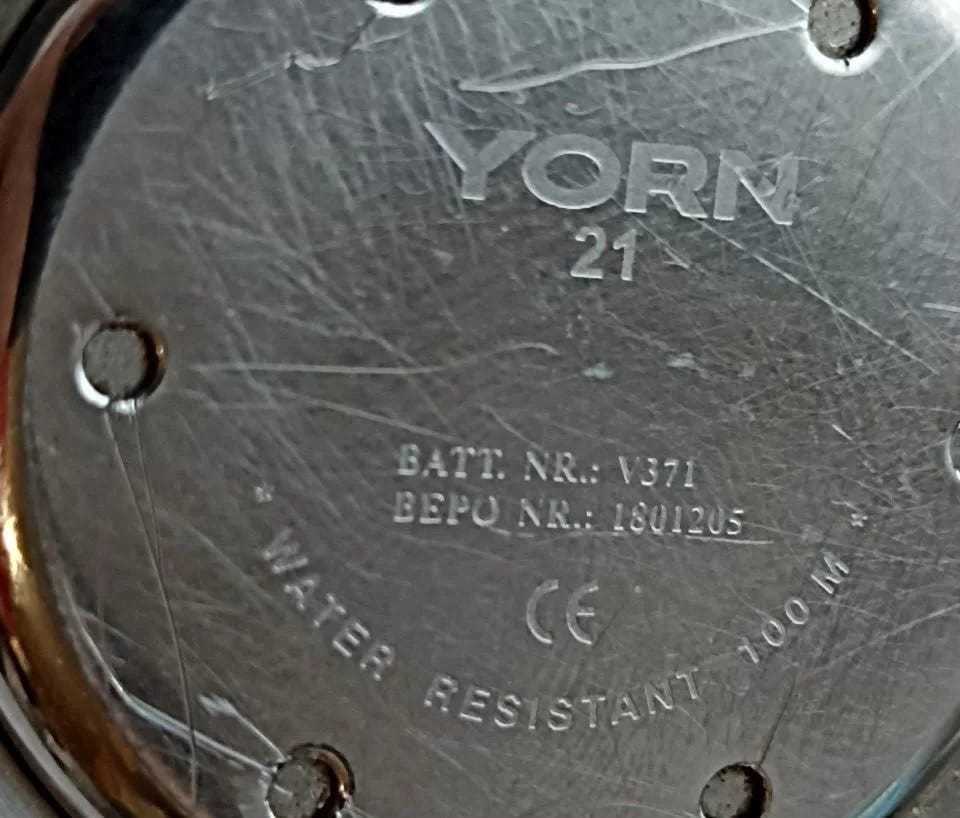 YORN
21
BATT. NR.: V371
BEPO NR.: 1801205
CE
* WATER RESISTANT 100 M *